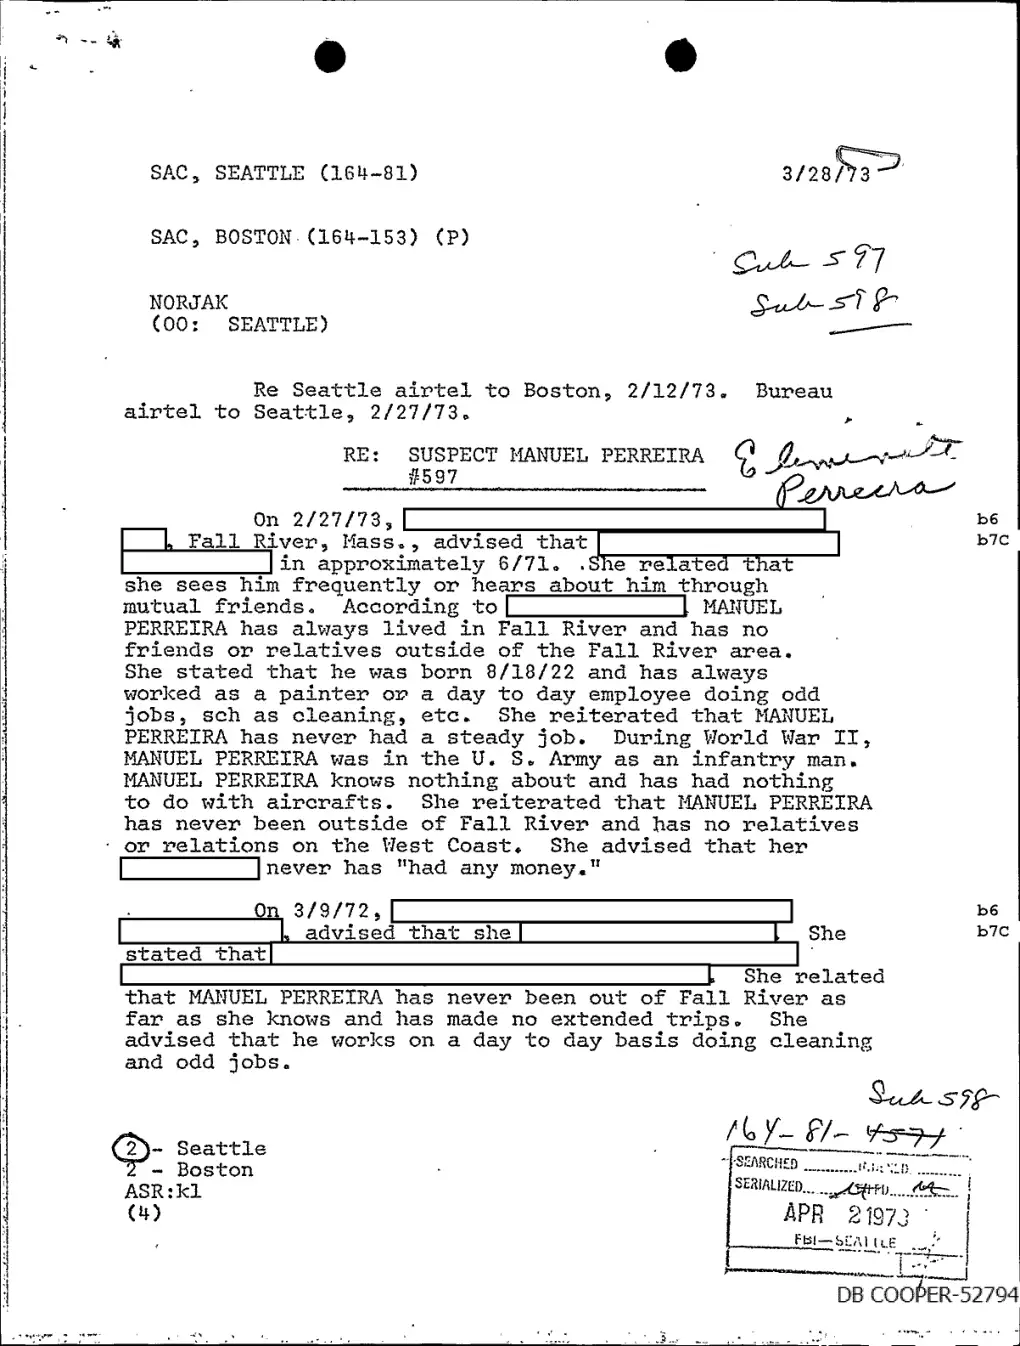 SAC, SEATTLE (164-81) 3/28/73
SAC, BOSTON (164-153) (P)
Sub 597
Sub 598
NORJAK
(OO: SEATTLE)
Re Seattle airtel to Boston, 2/12/73. Bureau
airtel to Seattle, 2/27/73.
RE: SUSPECT MANUEL PERREIRA
#597
Perreira
On 2/27/73, b6
, Fall River, Mass., advised that b7C
in approximately 6/71. .She related that
she sees him frequently or hears about him through
mutual friends. According to MANUEL
PERREIRA has always lived in Fall River and has no
friends or relatives outside of the Fall River area.
She stated that he was born 8/18/22 and has always
worked as a painter or a day to day employee doing odd
jobs, sch as cleaning, etc. She reiterated that MANUEL
PERREIRA has never had a steady job. During World War II,
MANUEL PERREIRA was in the U. S. Army as an infantry man.
MANUEL PERREIRA knows nothing about and has had nothing
to do with aircrafts. She reiterated that MANUEL PERREIRA
has never been outside of Fall River and has no relatives
or relations on the West Coast. She advised that her
never has "had any money."
On 3/9/72, b6
, advised that she . She b7C
stated that
. She related
that MANUEL PERREIRA has never been out of Fall River as
far as she knows and has made no extended trips. She
advised that he works on a day to day basis doing cleaning
and odd jobs.
Sub 598
164-81-4571
2 - Seattle
2 - Boston
ASR:kl
(4)
SEARCHED
SERIALIZED
APR 2 1973
FBI-SEATTLE
DB COOPER-52794